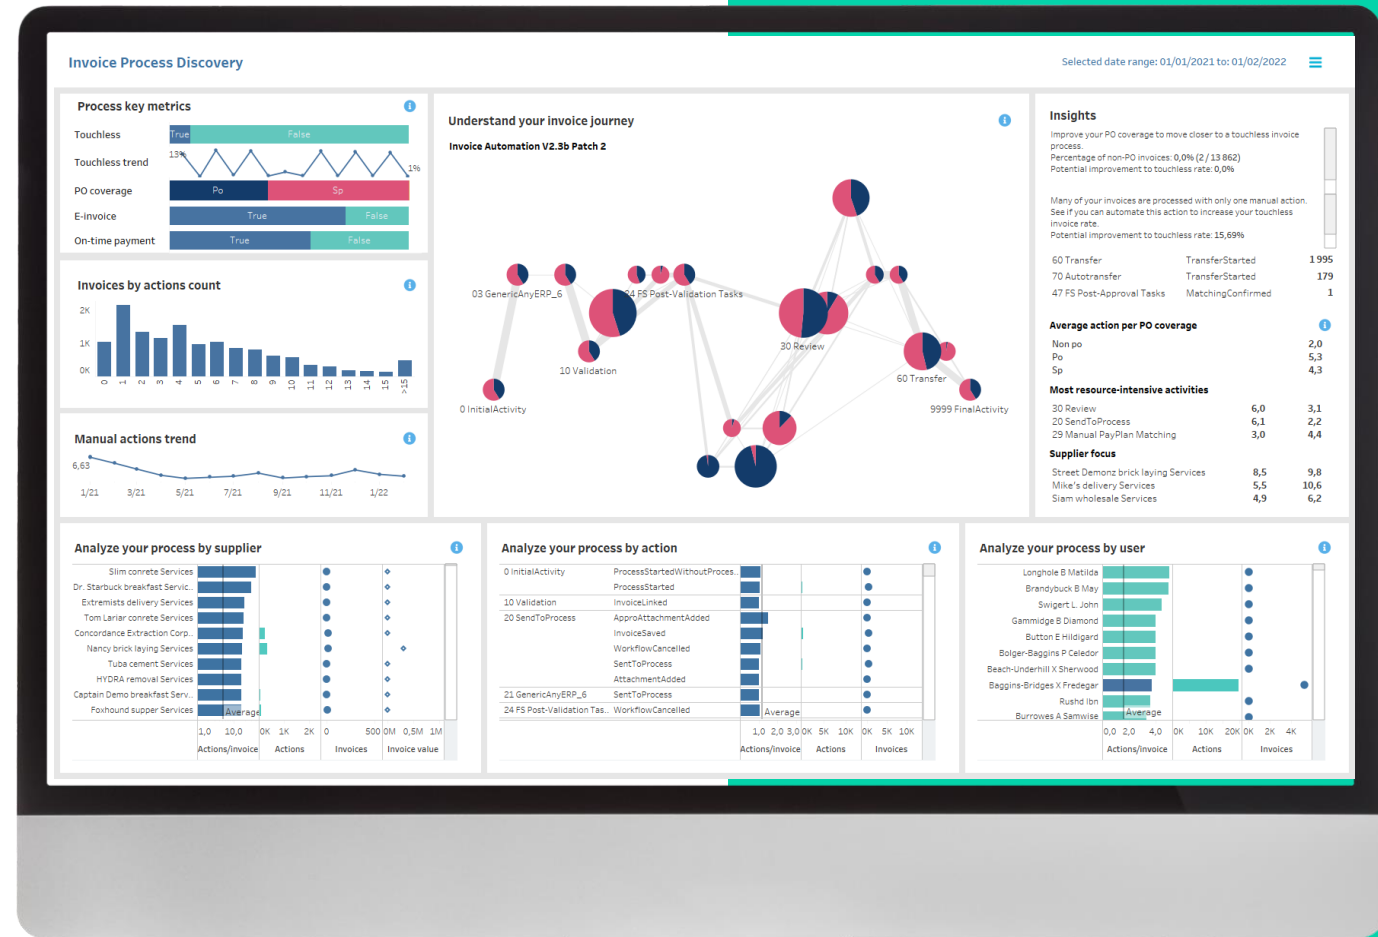 Invoice Process Discovery
Selected date range: 01/01/2021 to: 01/02/2022
Process key metrics
Touchless
True
False
Touchless trend
13%
1%
PO coverage
Po
Sp
E-invoice
True
False
On-time payment
True
False
Invoices by actions count
2K
1K
0K
0 1 2 3 4 5 6 7 8 9 10 11 12 13 14 15 >15
Manual actions trend
6,63
1/21 3/21 5/21 7/21 9/21 11/21 1/22
Understand your invoice journey
Invoice Automation V2.3b Patch 2
03 GenericAnyERP_6
24 FS Post-Validation Tasks
30 Review
10 Validation
60 Transfer
0 InitialActivity
9999 FinalActivity
Insights
Improve your PO coverage to move closer to a touchless invoice
process.
Percentage of non-PO invoices: 0,0% (2 / 13 862)
Potential improvement to touchless rate: 0,0%
Many of your invoices are processed with only one manual action.
See if you can automate this action to increase your touchless
invoice rate.
Potential improvement to touchless rate: 15,69%
60 Transfer TransferStarted 1 995
70 Autotransfer TransferStarted 179
47 FS Post-Approval Tasks MatchingConfirmed 1
Average action per PO coverage
Non po 2,0
Po 5,3
Sp 4,3
Most resource-intensive activities
30 Review 6,0 3,1
20 SendToProcess 6,1 2,2
29 Manual PayPlan Matching 3,0 4,4
Supplier focus
Street Demonz brick laying Services 8,5 9,8
Mike's delivery Services 5,5 10,6
Siam wholesale Services 4,9 6,2
Analyze your process by supplier
Slim conrete Services
Dr. Starbuck breakfast Servic..
Extremists delivery Services
Tom Lariar conrete Services
Concordance Extraction Corp..
Nancy brick laying Services
Tuba cement Services
HYDRA removal Services
Captain Demo breakfast Serv..
Foxhound supper Services
Average
1,0 10,0 0K 1K 2K 0 500 0M 0,5M 1M
Actions/invoice Actions Invoices Invoice value
Analyze your process by action
0 InitialActivity ProcessStartedWithoutProces..
ProcessStarted
10 Validation InvoiceLinked
20 SendToProcess ApproAttachmentAdded
InvoiceSaved
WorkflowCancelled
SentToProcess
AttachmentAdded
21 GenericAnyERP_6 SentToProcess
24 FS Post-Validation Tas.. WorkflowCancelled
Average
1,0 2,0 3,0 0K 5K 10K 0K 5K 10K
Actions/invoice Actions Invoices
Analyze your process by user
Longhole B Matilda
Brandybuck B May
Swigert L. John
Gammidge B Diamond
Button E Hildigard
Bolger-Baggins P Celedor
Beach-Underhill X Sherwood
Baggins-Bridges X Fredegar
Rushd Ibn
Burrowes A Samwise
Average
0,0 2,0 4,0 0K 10K 20K 0K 2K 4K
Actions/invoice Actions Invoices